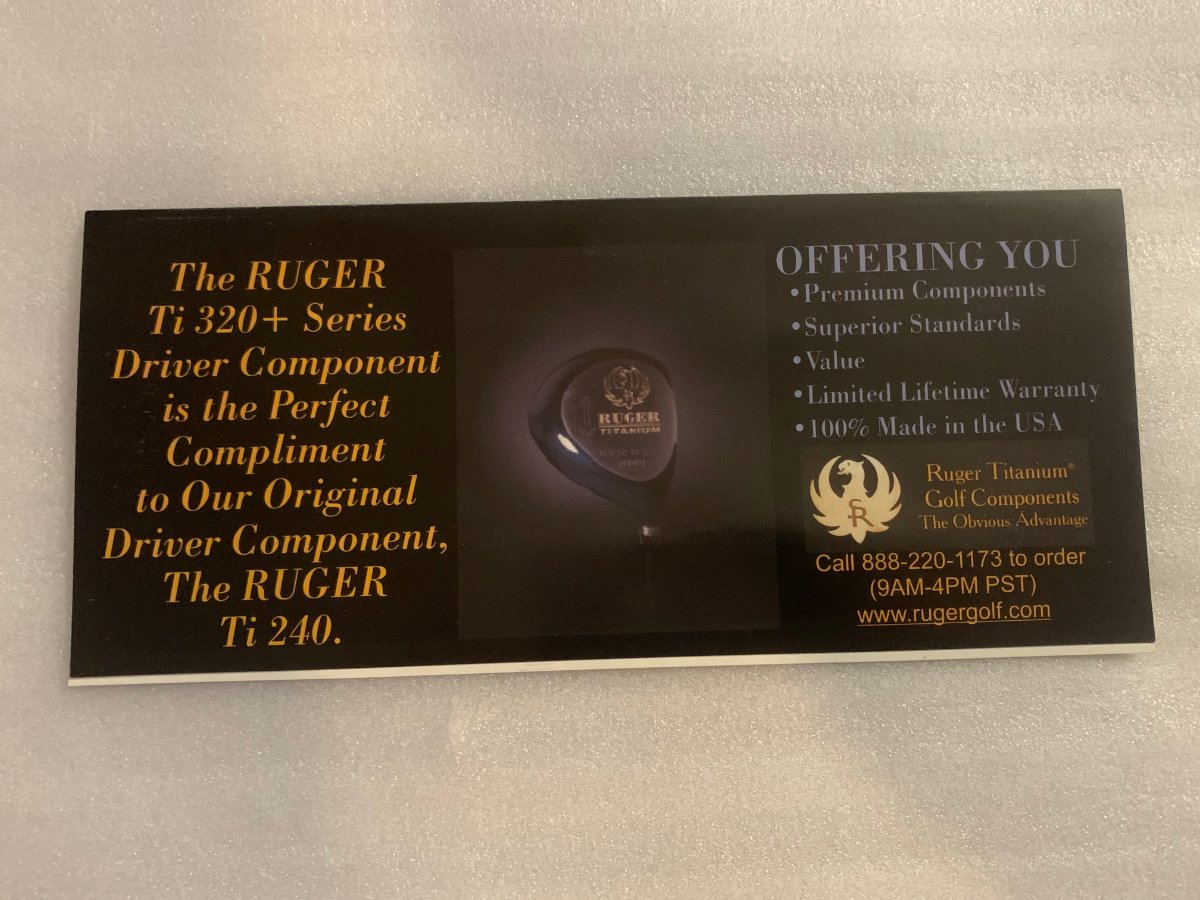 The RUGER
Ti 320+ Series
Driver Component
is the Perfect
Compliment
to Our Original
Driver Component,
The RUGER
Ti 240.
RUGER
TITANIUM
OFFERING YOU
•Premium Components
•Superior Standards
•Value
•Limited Lifetime Warranty
•100% Made in the USA
SR
Ruger Titanium®
Golf Components
The Obvious Advantage
Call 888-220-1173 to order
(9AM-4PM PST)
www.rugergolf.com